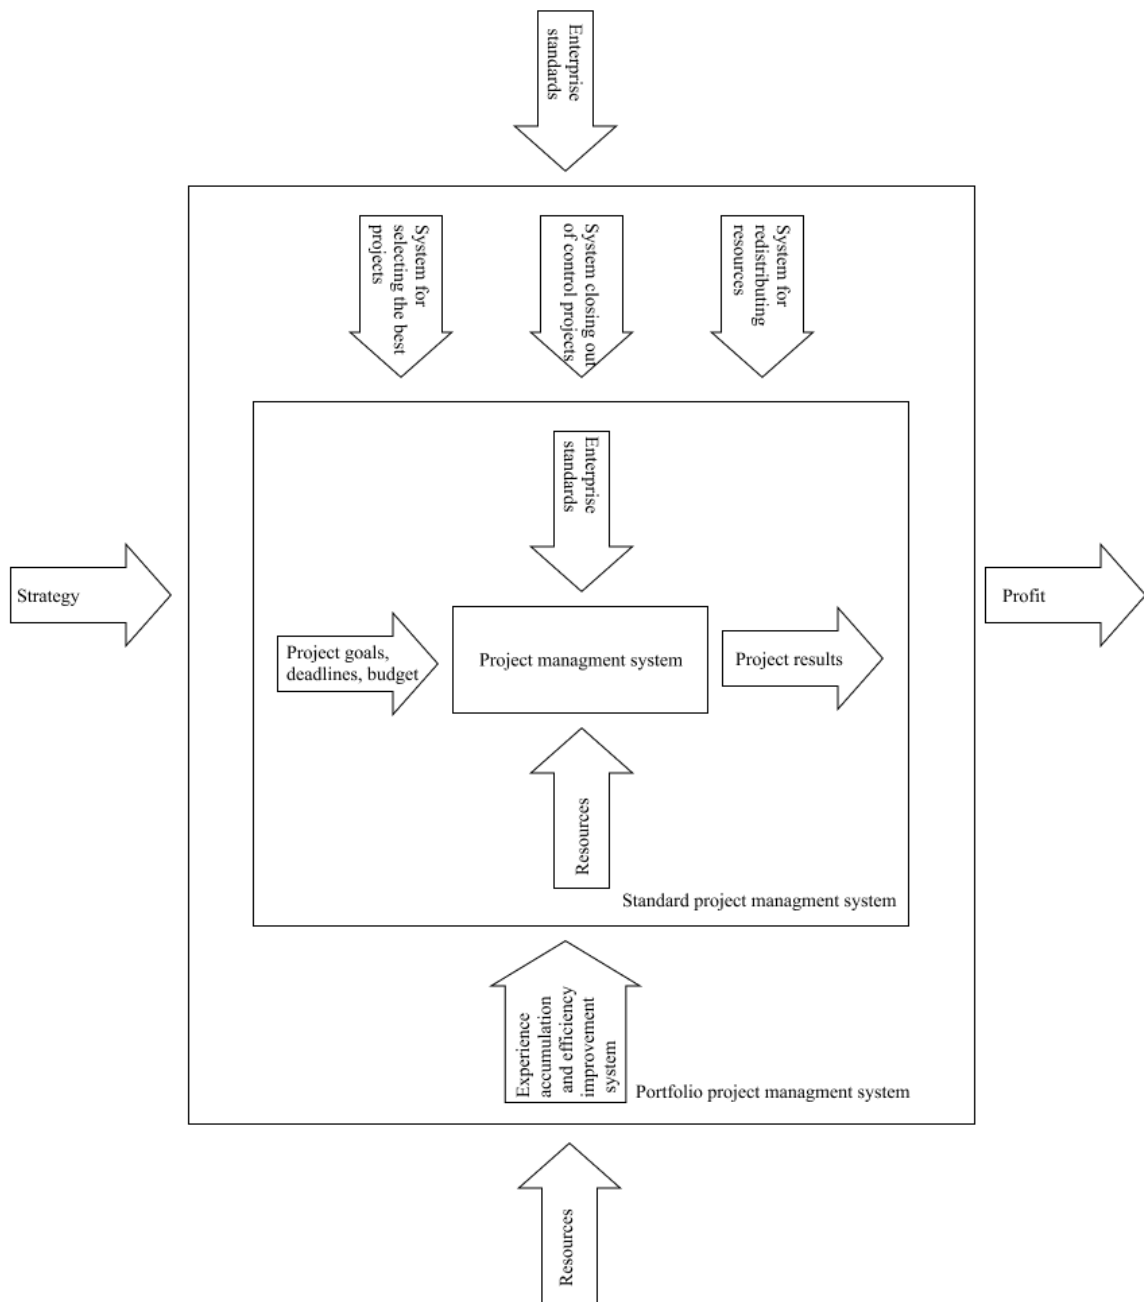 Enterprise
standards
System for
selecting the best
projects
System closing out
of control projects
System for
redistributing
resources
Enterprise
standards
Strategy
Profit
Project goals,
deadlines, budget
Project managment system
Project results
Resources
Standard project managment system
Experience
accumulation
and efficiency
improvement
system
Portfolio project managment system
Resources